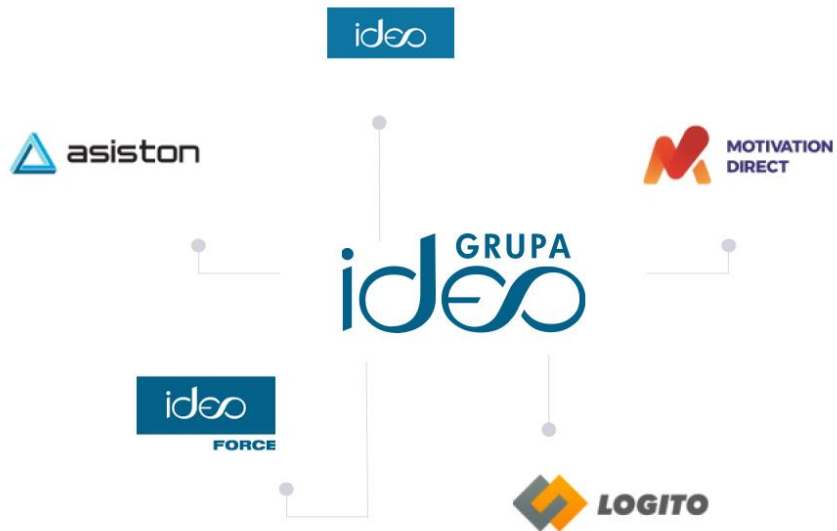 ideo
asiston
MOTIVATION
DIRECT
GRUPA
ideo
ideo
FORCE
LOGITO